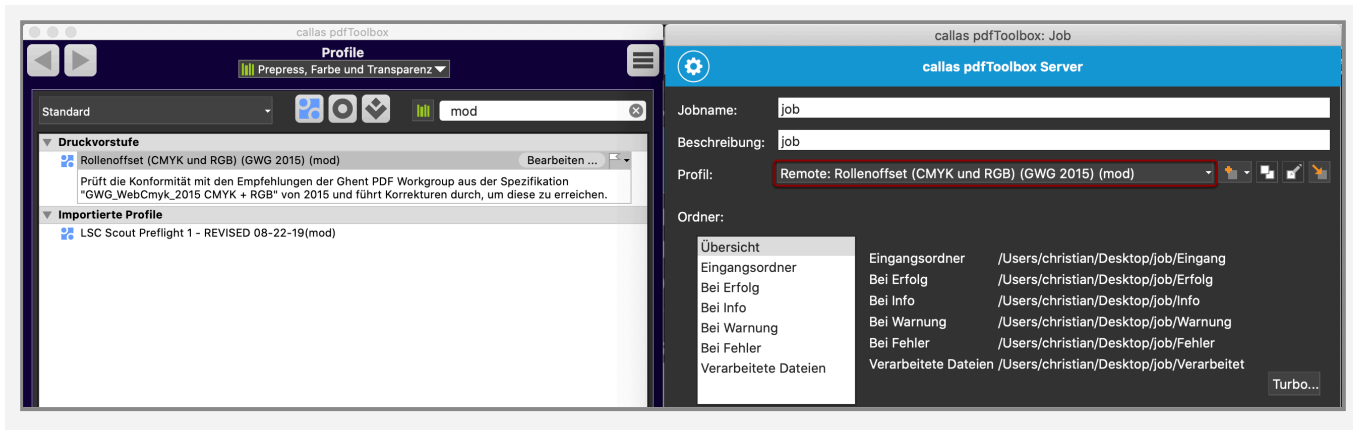 callas pdfToolbox
Profile
Prepress, Farbe und Transparenz
Standard
mod
Druckvorstufe
Rollenoffset (CMYK und RGB) (GWG 2015) (mod)
Bearbeiten ...
Prüft die Konformität mit den Empfehlungen der Ghent PDF Workgroup aus der Spezifikation
"GWG_WebCmyk_2015 CMYK + RGB" von 2015 und führt Korrekturen durch, um diese zu erreichen.
Importierte Profile
LSC Scout Preflight 1 - REVISED 08-22-19(mod)
callas pdfToolbox: Job
callas pdfToolbox Server
Jobname: job
Beschreibung: job
Profil: Remote: Rollenoffset (CMYK und RGB) (GWG 2015) (mod)
Ordner:
Übersicht
Eingangsordner
Bei Erfolg
Bei Info
Bei Warnung
Bei Fehler
Verarbeitete Dateien
Eingangsordner /Users/christian/Desktop/job/Eingang
Bei Erfolg /Users/christian/Desktop/job/Erfolg
Bei Info /Users/christian/Desktop/job/Info
Bei Warnung /Users/christian/Desktop/job/Warnung
Bei Fehler /Users/christian/Desktop/job/Fehler
Verarbeitete Dateien /Users/christian/Desktop/job/Verarbeitet
Turbo...